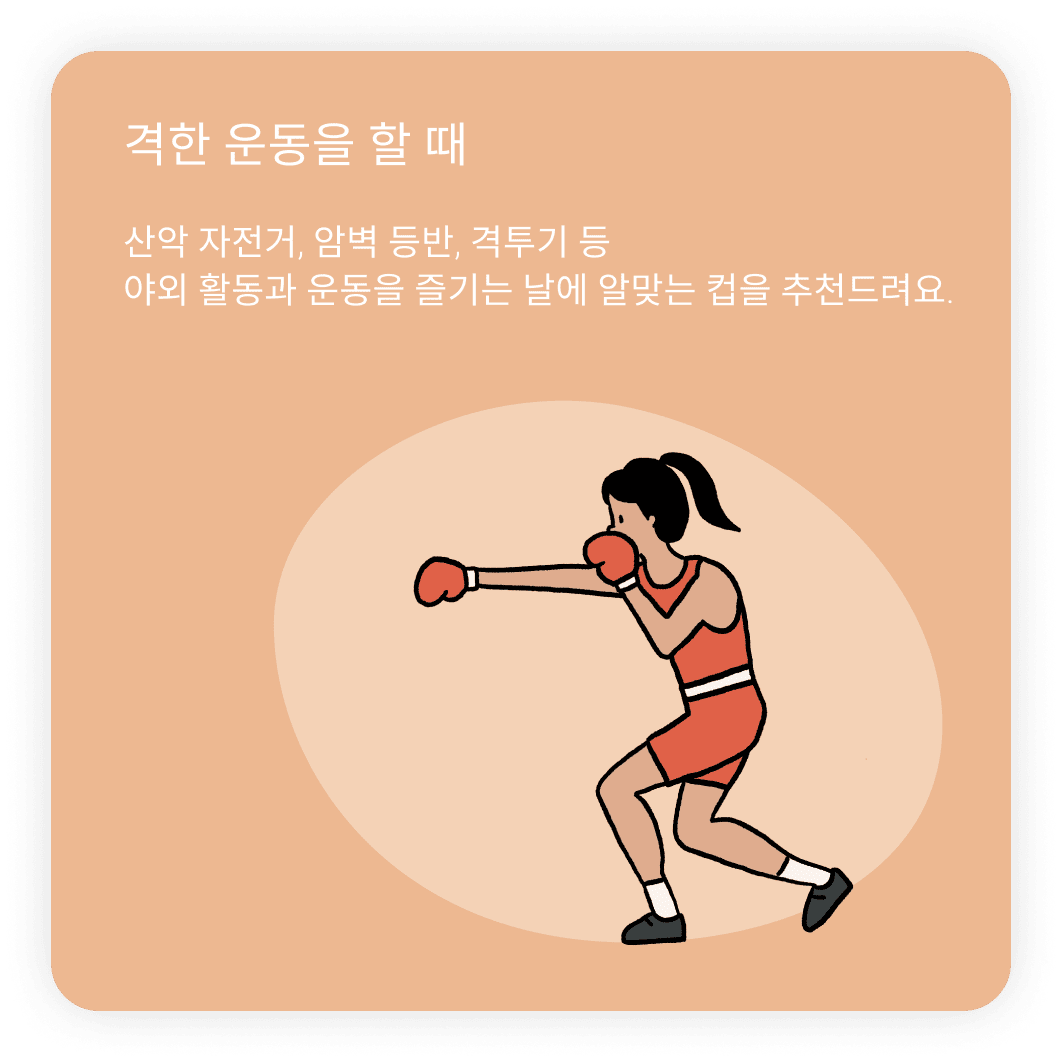 격한 운동을 할 때
산악 자전거, 암벽 등반, 격투기 등
야외 활동과 운동을 즐기는 날에 알맞는 컵을 추천드려요.